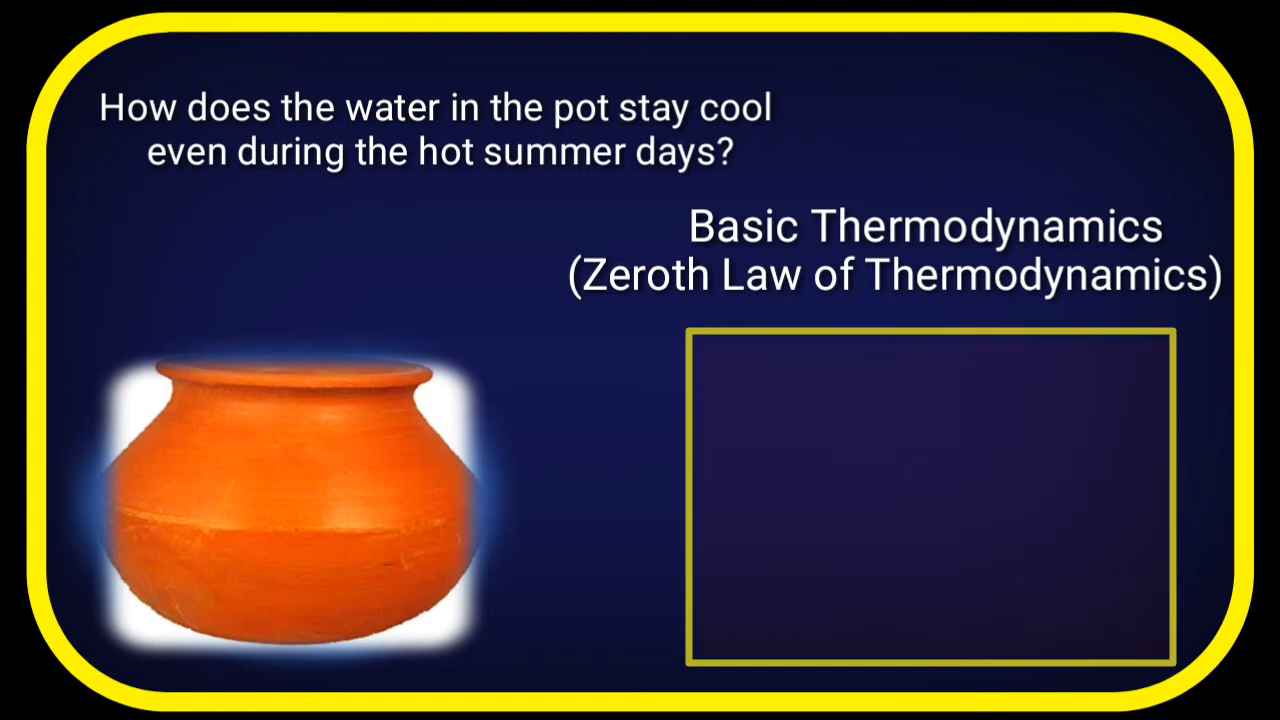 How does the water in the pot stay cool
even during the hot summer days?
Basic Thermodynamics
(Zeroth Law of Thermodynamics)